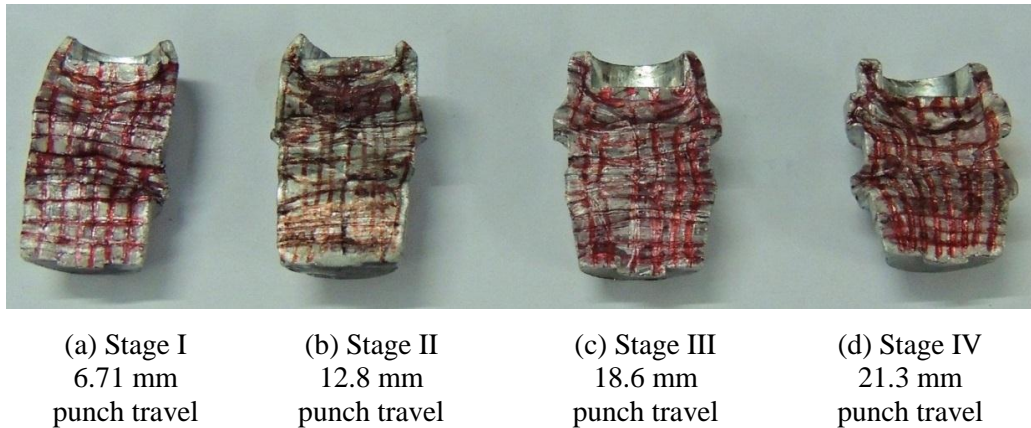 (a) Stage I
6.71 mm
punch travel
(b) Stage II
12.8 mm
punch travel
(c) Stage III
18.6 mm
punch travel
(d) Stage IV
21.3 mm
punch travel